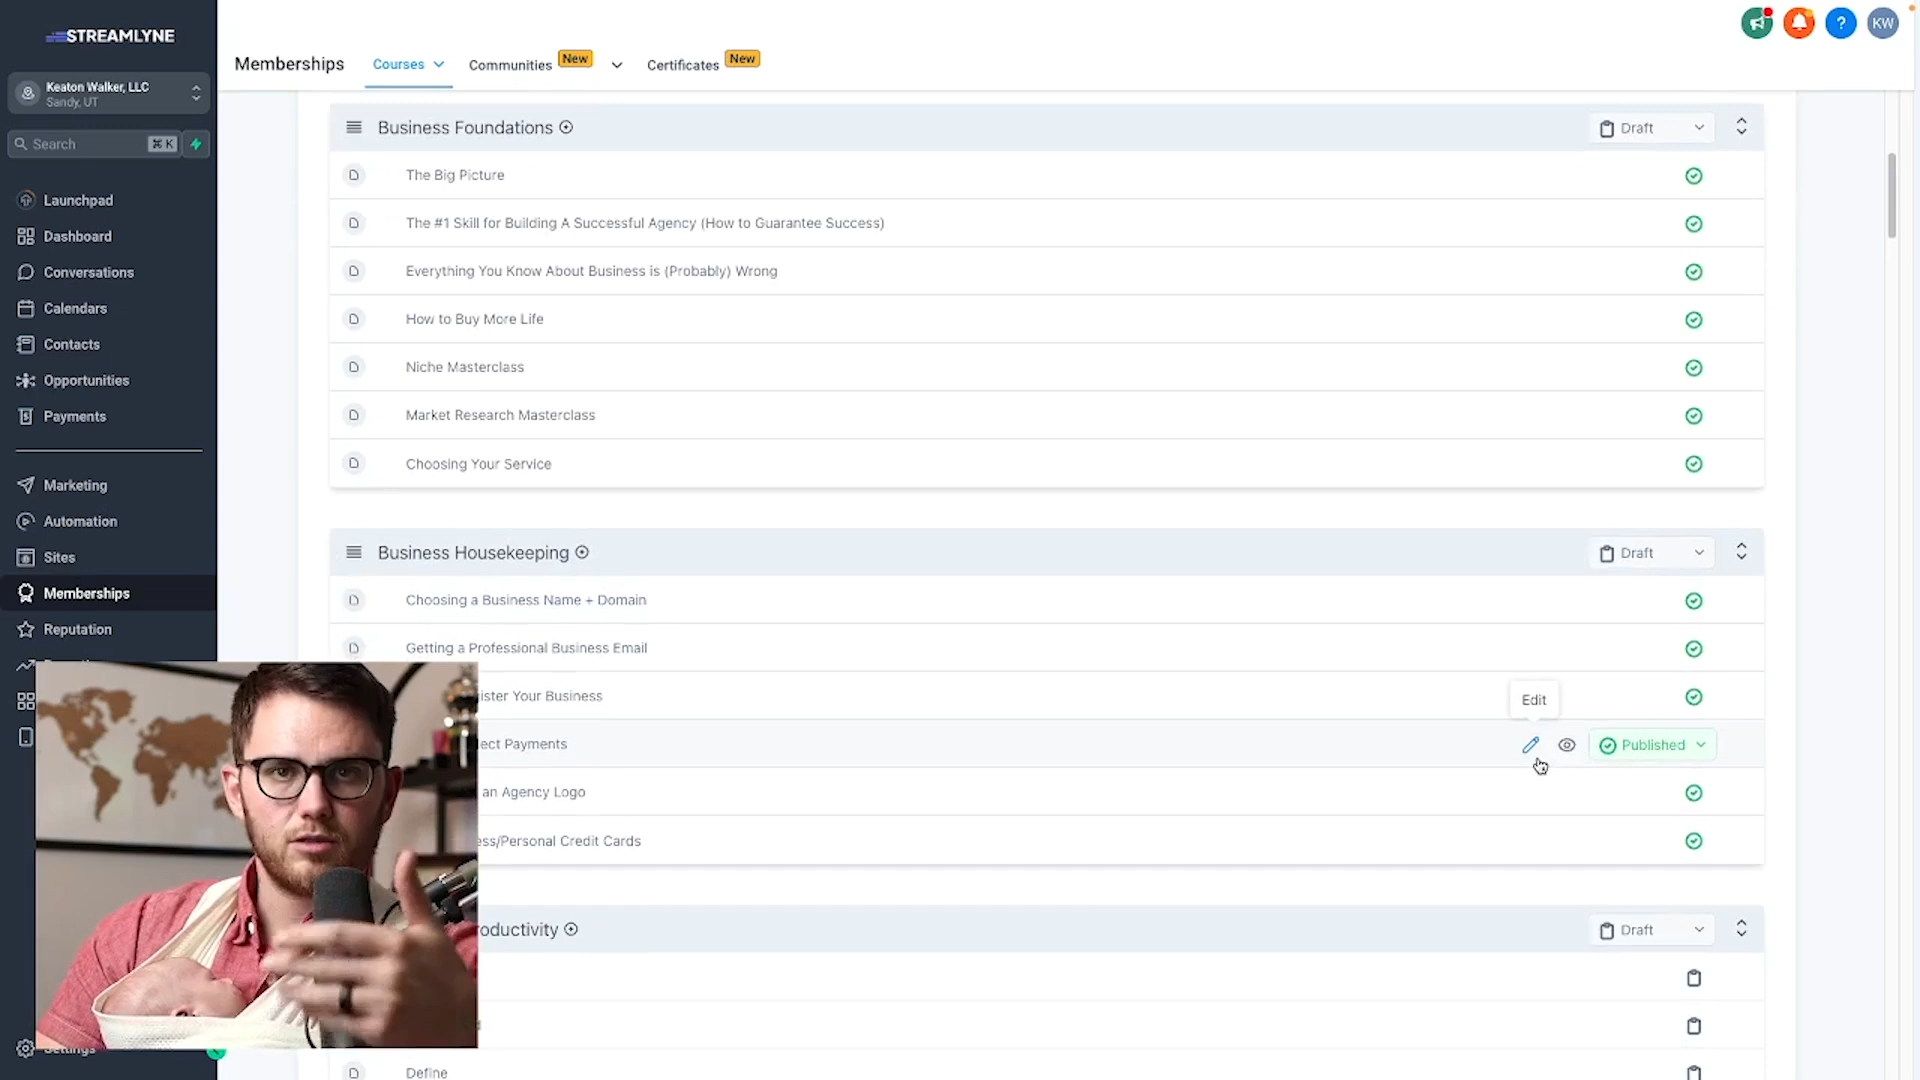 STREAMLYNE
Keaton Walker, LLC
Sandy, UT
Search
⌘ K
Launchpad
Dashboard
Conversations
Calendars
Contacts
Opportunities
Payments
Marketing
Automation
Sites
Memberships
Reputation
Settings
Memberships
Courses
Communities
New
Certificates
New
?
KW
Business Foundations
Draft
The Big Picture
The #1 Skill for Building A Successful Agency (How to Guarantee Success)
Everything You Know About Business is (Probably) Wrong
How to Buy More Life
Niche Masterclass
Market Research Masterclass
Choosing Your Service
Business Housekeeping
Draft
Choosing a Business Name + Domain
Getting a Professional Business Email
ister Your Business
Edit
lect Payments
Published
an Agency Logo
ess/Personal Credit Cards
roductivity
Draft
Define